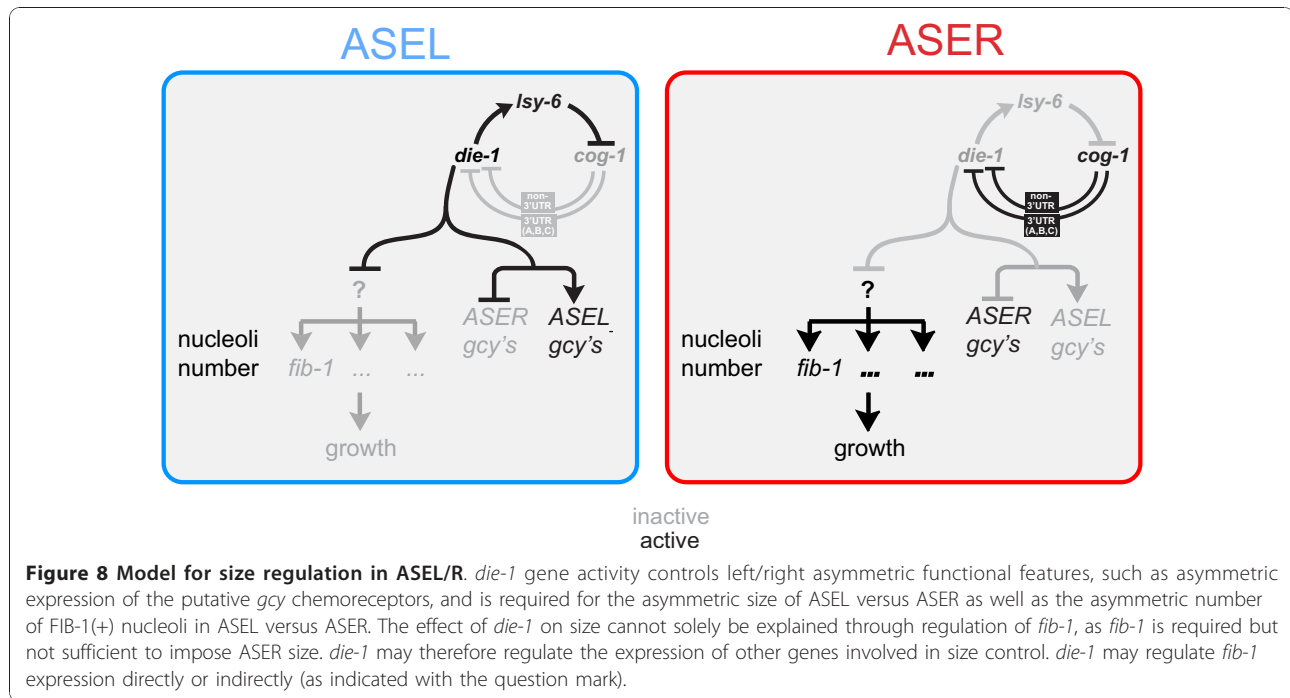 ASEL
lsy-6
die-1
cog-1
non-
3'UTR
3'UTR
(A,B,C)
?
nucleoli
number
fib-1 ... ...
ASER
gcy's
ASEL
gcy's
growth
ASER
lsy-6
die-1
cog-1
non-
3'UTR
3'UTR
(A,B,C)
?
nucleoli
number
fib-1 ... ...
ASER
gcy's
ASEL
gcy's
growth
inactive
active
Figure 8 Model for size regulation in ASEL/R. die-1 gene activity controls left/right asymmetric functional features, such as asymmetric
expression of the putative gcy chemoreceptors, and is required for the asymmetric size of ASEL versus ASER as well as the asymmetric number
of FIB-1(+) nucleoli in ASEL versus ASER. The effect of die-1 on size cannot solely be explained through regulation of fib-1, as fib-1 is required but
not sufficient to impose ASER size. die-1 may therefore regulate the expression of other genes involved in size control. die-1 may regulate fib-1
expression directly or indirectly (as indicated with the question mark).